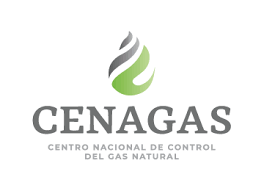 CENAGAS
CENTRO NACIONAL DE CONTROL
DEL GAS NATURAL